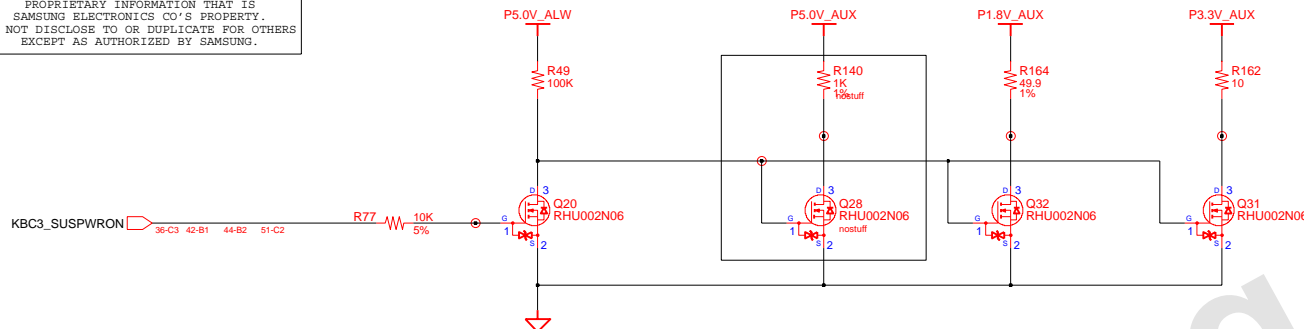 PROPRIETARY INFORMATION THAT IS
SAMSUNG ELECTRONICS CO'S PROPERTY.
NOT DISCLOSE TO OR DUPLICATE FOR OTHERS
EXCEPT AS AUTHORIZED BY SAMSUNG.
P5.0V_ALW
P5.0V_AUX
P1.8V_AUX
P3.3V_AUX
R49
100K
R140
1K
1%
nostuff
R164
49.9
1%
R162
10
KBC3_SUSPWRON
36-C3 42-B1 44-B2 51-C2
R77
10K
5%
D 3
G
1
S
2
Q20
RHU002N06
D 3
G
1
S
2
Q28
RHU002N06
nostuff
D 3
G
1
S
2
Q32
RHU002N06
D 3
G
1
S
2
Q31
RHU002N06